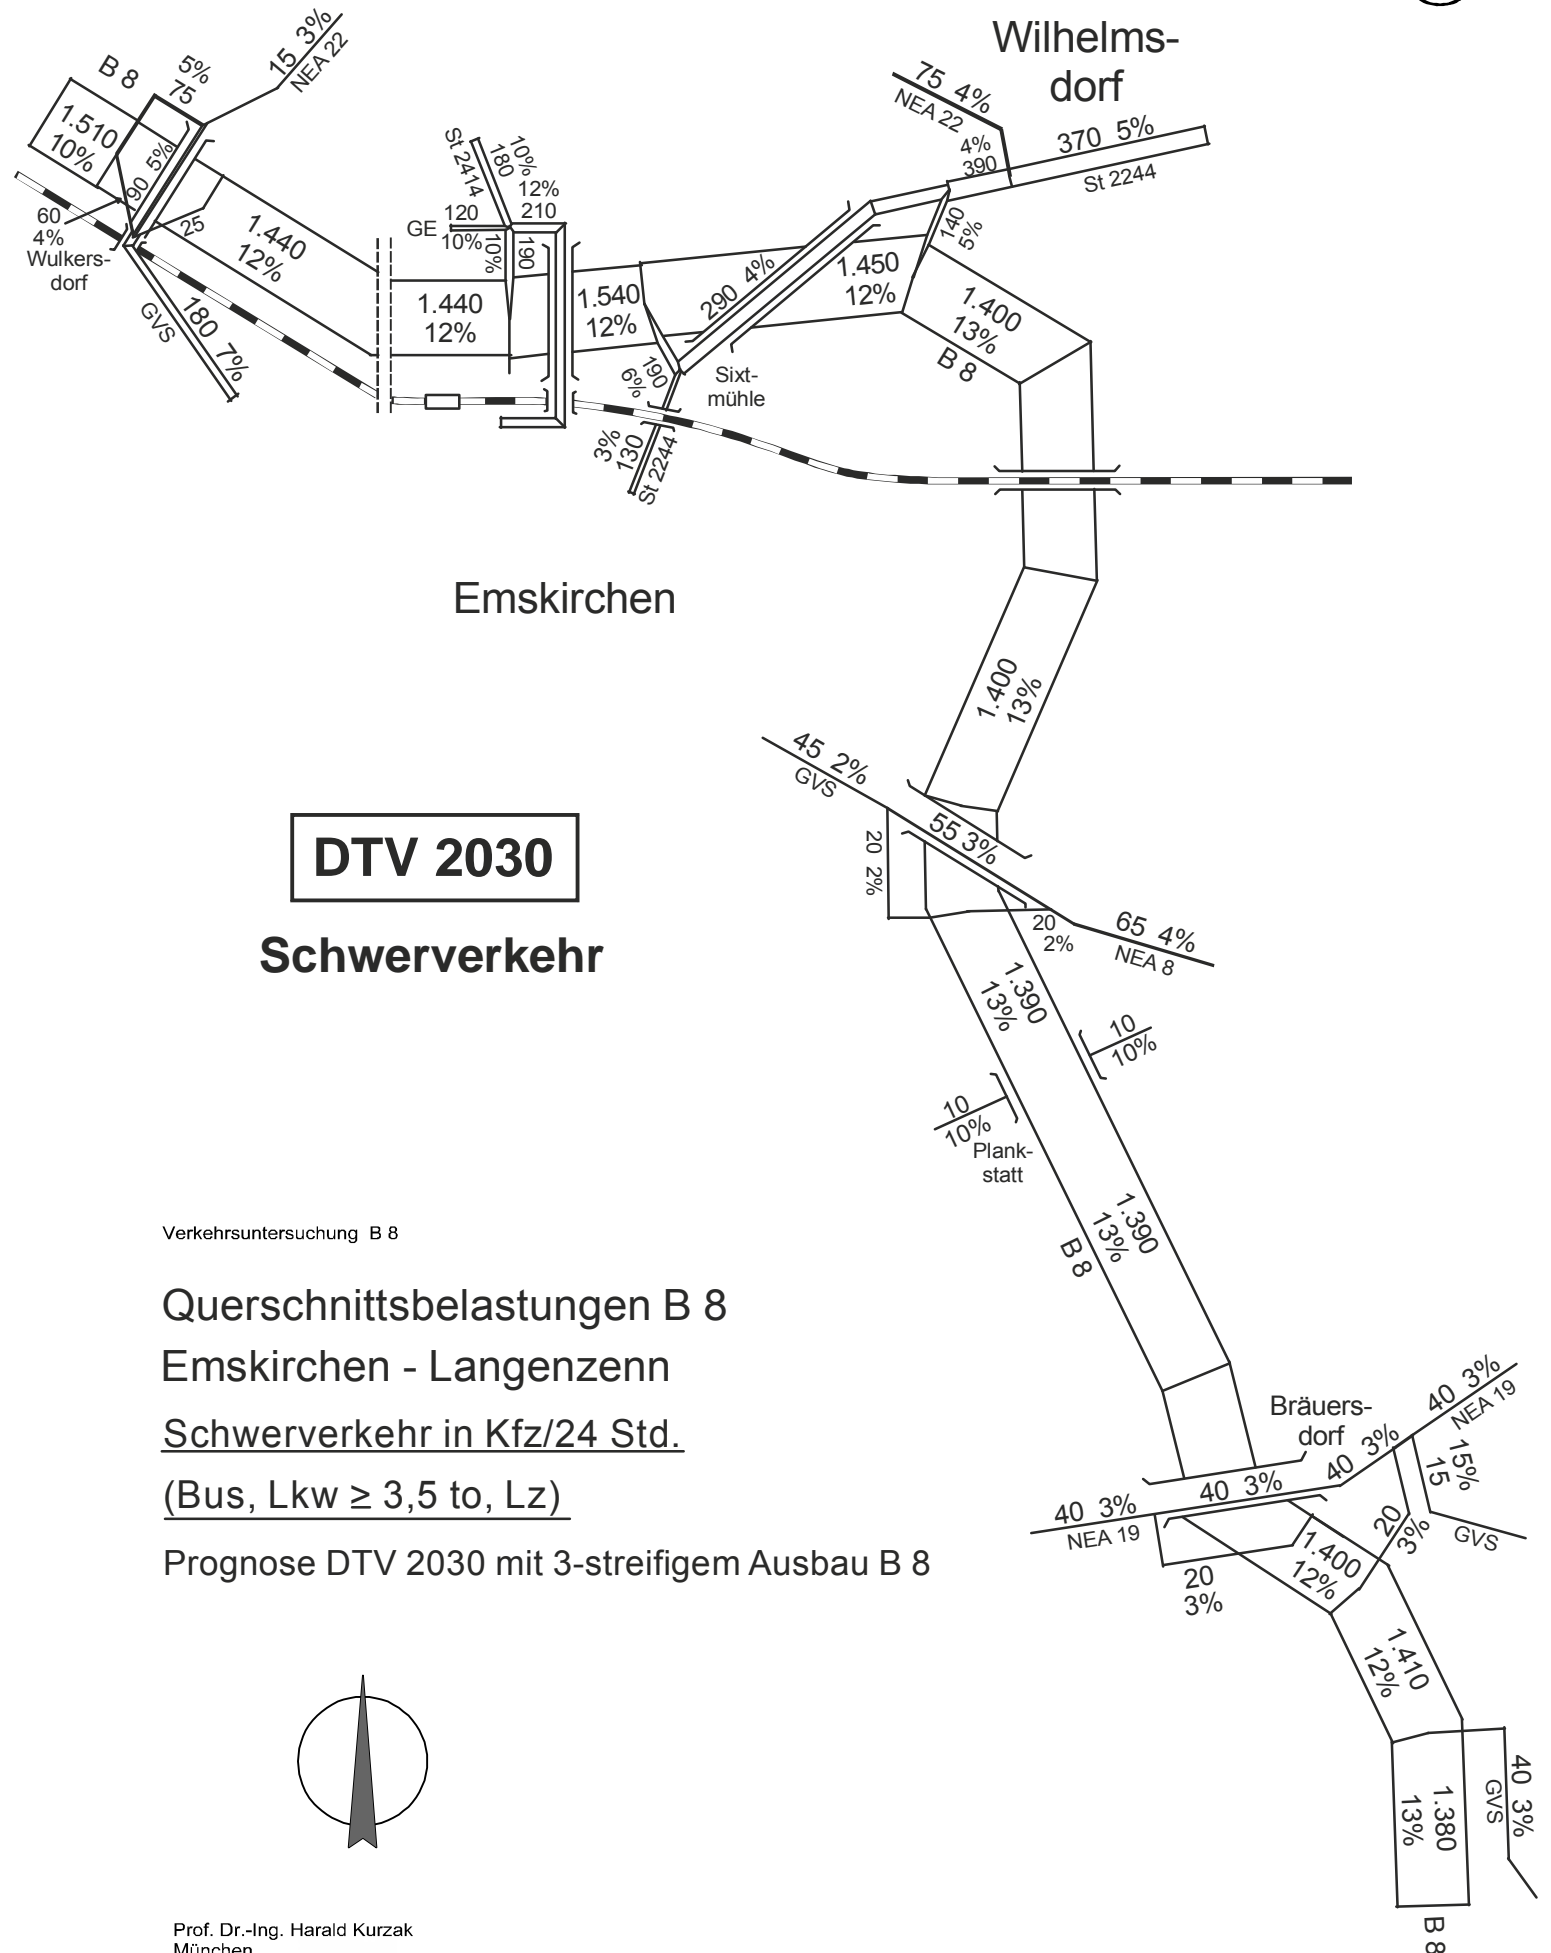 Wilhelms-
dorf
B 8
5%
75
15 3%
NEA 22
1.510
10%
90 5%
60
4%
Wulkers-
dorf
25
1.440
12%
GVS
180 7%
St 2414
180
10%
12%
210
GE
120
10%
10%
190
1.440
12%
1.540
12%
290 4%
1.450
12%
75 4%
NEA 22
4%
390
370 5%
St 2244
140
5%
1.400
13%
B 8
190
6%
Sixt-
mühle
3%
130
St 2244
Emskirchen
1.400
13%
45 2%
GVS
55 3%
20 2%
20
2%
65 4%
NEA 8
DTV 2030
Schwerverkehr
1.390
13%
10
10%
10
10%
Plank-
statt
1.390
13%
B 8
Verkehrsuntersuchung B 8
Querschnittsbelastungen B 8
Emskirchen - Langenzenn
Schwerverkehr in Kfz/24 Std.
(Bus, Lkw ≥ 3,5 to, Lz)
Prognose DTV 2030 mit 3-streifigem Ausbau B 8
Bräuers-
dorf
40 3%
NEA 19
40 3%
40 3%
40 3%
NEA 19
15%
15
GVS
20
3%
20
3%
1.400
12%
1.410
12%
1.380
13%
40 3%
GVS
B 8
Prof. Dr.-Ing. Harald Kurzak
München